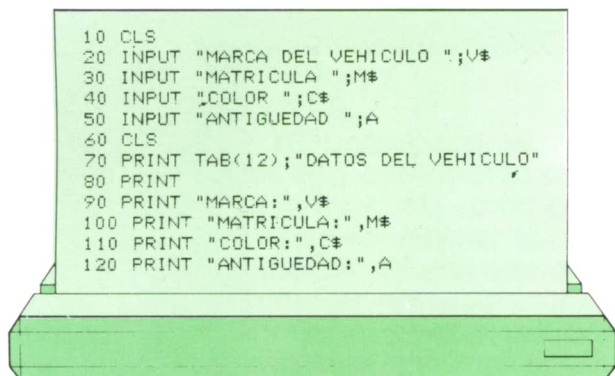 10 CLS
20 INPUT "MARCA DEL VEHICULO ";V$
30 INPUT "MATRICULA ";M$
40 INPUT "COLOR ";C$
50 INPUT "ANTIGUEDAD ";A
60 CLS
70 PRINT TAB(12);"DATOS DEL VEHICULO"
80 PRINT
90 PRINT "MARCA:",V$
100 PRINT "MATRICULA:",M$
110 PRINT "COLOR:",C$
120 PRINT "ANTIGUEDAD:",A